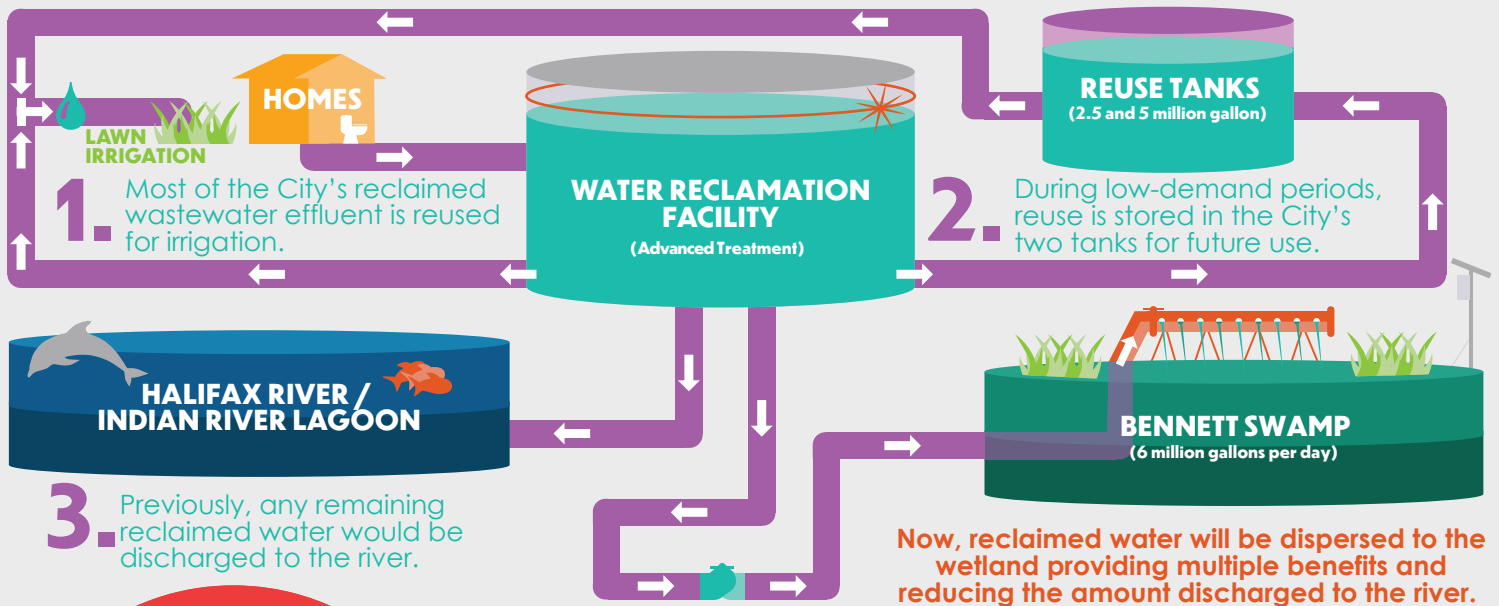 HOMES
LAWN
IRRIGATION
1. Most of the City's reclaimed
wastewater effluent is reused
for irrigation.
WATER RECLAMATION
FACILITY
(Advanced Treatment)
REUSE TANKS
(2.5 and 5 million gallon)
2. During low-demand periods,
reuse is stored in the City's
two tanks for future use.
HALIFAX RIVER /
INDIAN RIVER LAGOON
3. Previously, any remaining
reclaimed water would be
discharged to the river.
BENNETT SWAMP
(6 million gallons per day)
Now, reclaimed water will be dispersed to the
wetland providing multiple benefits and
reducing the amount discharged to the river.